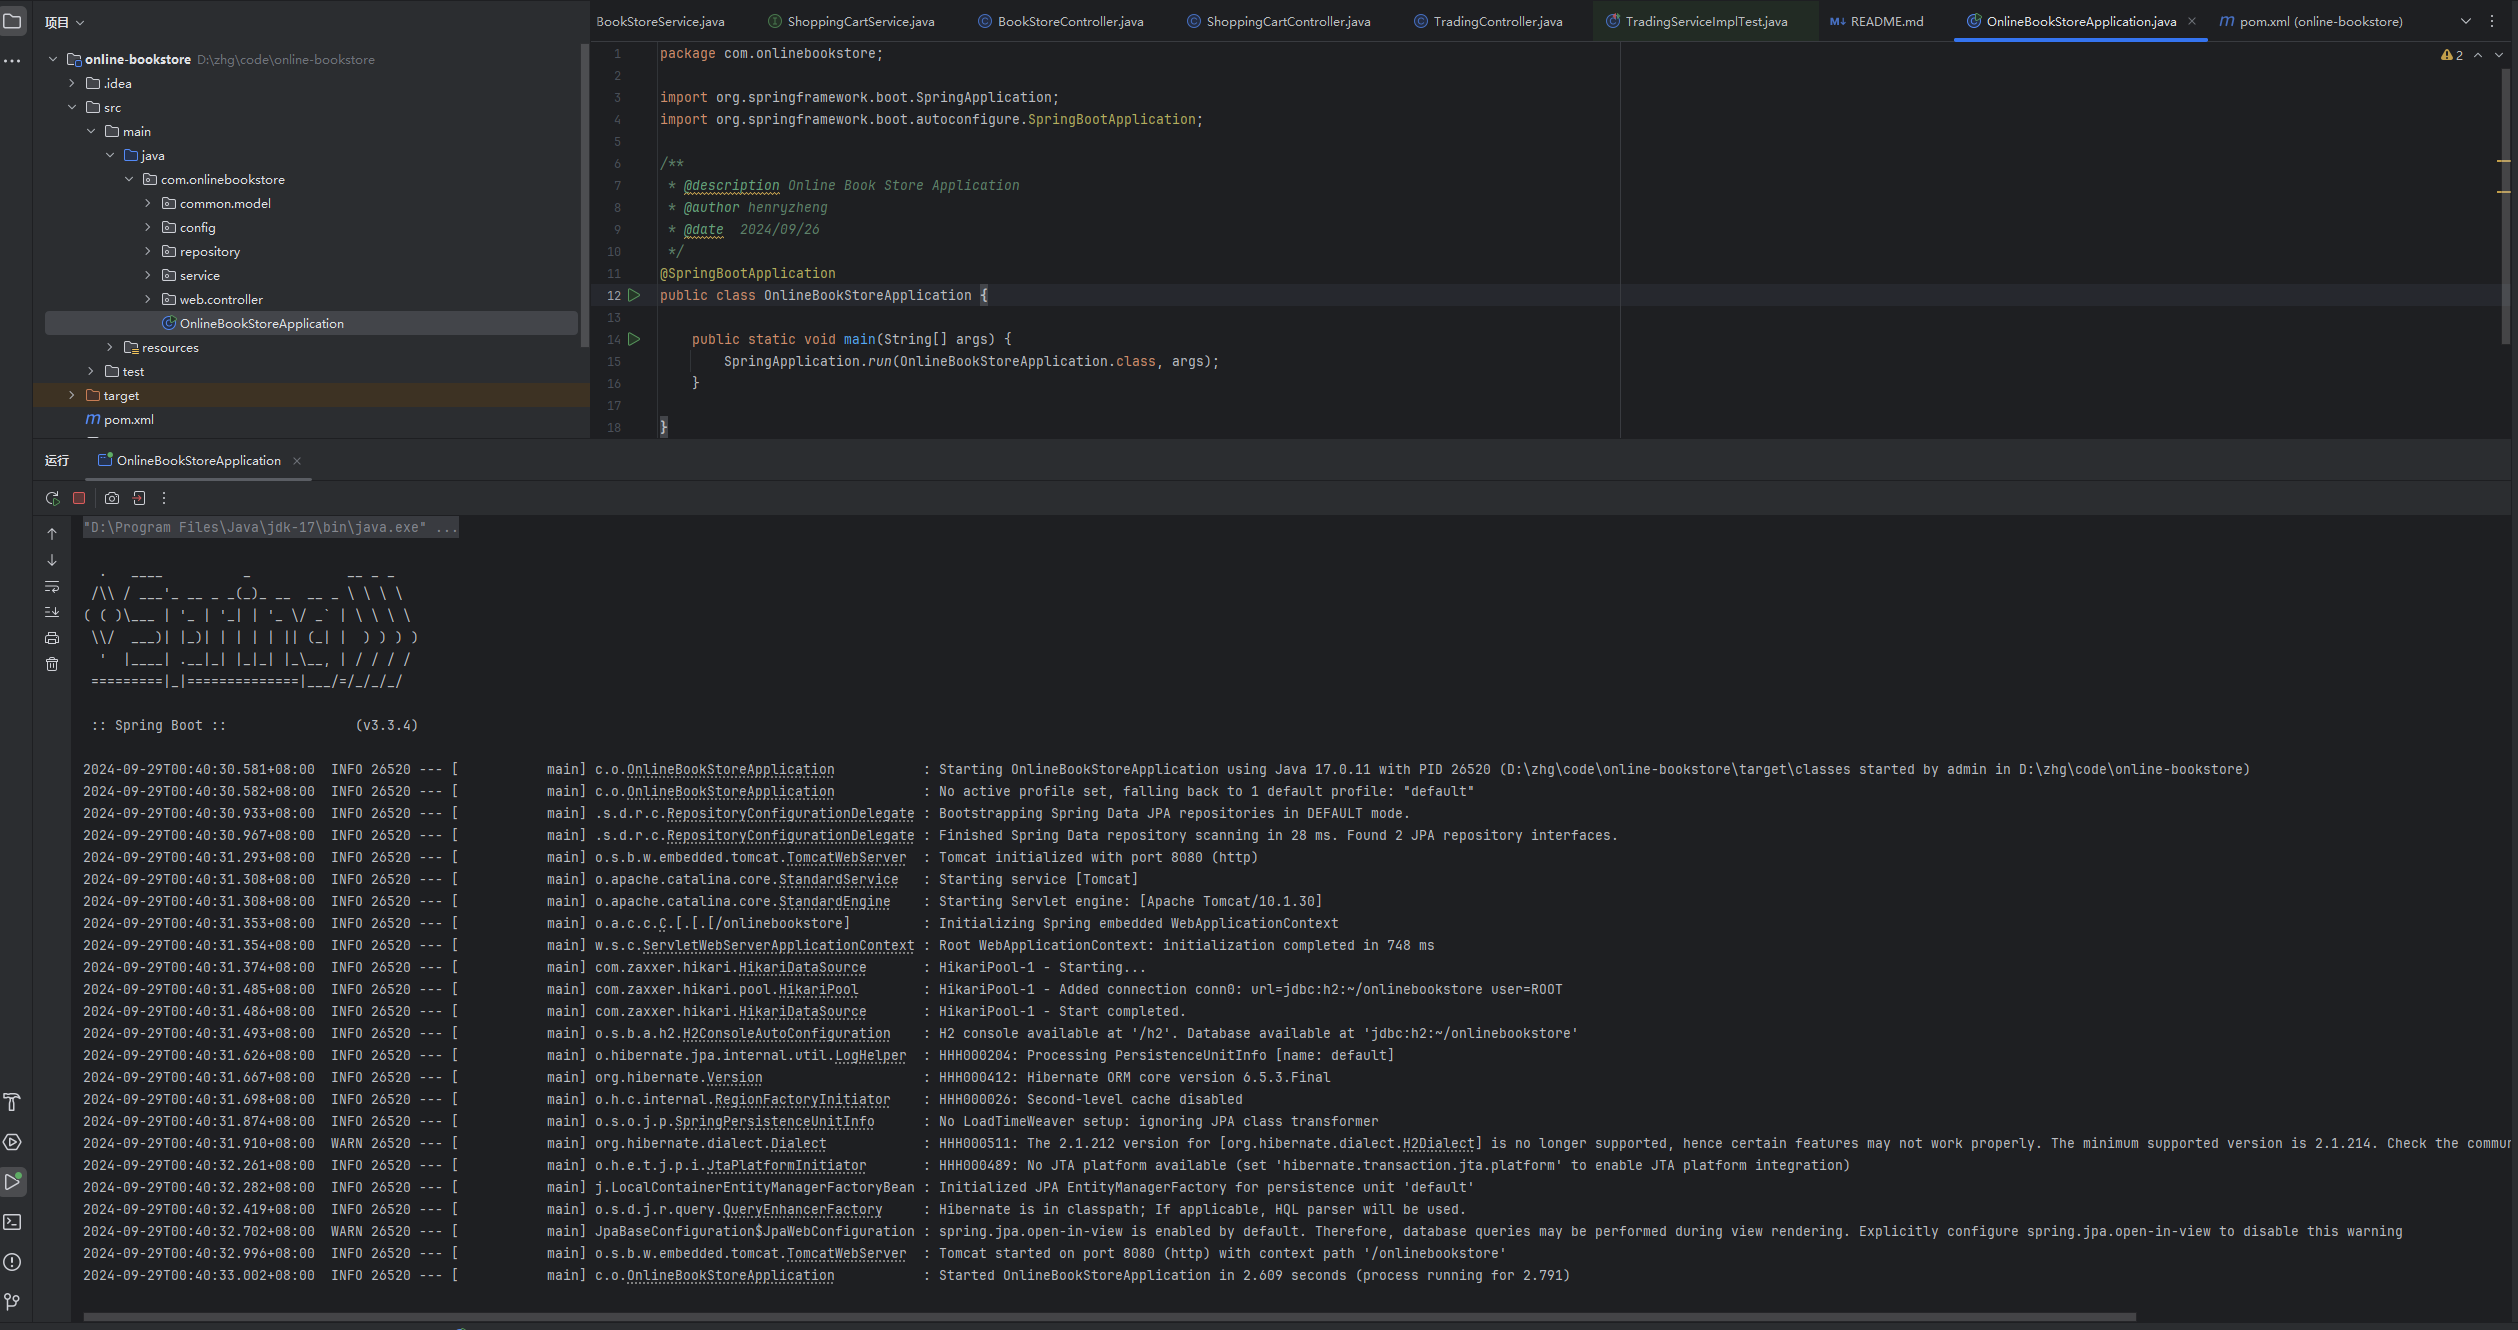 项目
BookStoreService.java ShoppingCartService.java BookStoreController.java ShoppingCartController.java TradingController.java TradingServiceImplTest.java README.md OnlineBookStoreApplication.java pom.xml (online-bookstore)
online-bookstore D:\zhg\code\online-bookstore
.idea
src
main
java
com.onlinebookstore
common.model
config
repository
service
web.controller
OnlineBookStoreApplication
resources
test
target
pom.xml
2
1 package com.onlinebookstore;
2
3 import org.springframework.boot.SpringApplication;
4 import org.springframework.boot.autoconfigure.SpringBootApplication;
5
6 /**
7 * @description Online Book Store Application
8 * @author henryzheng
9 * @date 2024/09/26
10 */
11 @SpringBootApplication
12 public class OnlineBookStoreApplication {
13
14 public static void main(String[] args) {
15 SpringApplication.run(OnlineBookStoreApplication.class, args);
16 }
17
18 }
运行 OnlineBookStoreApplication
"D:\Program Files\Java\jdk-17\bin\java.exe" ...
  .   ____          _            __ _ _
 /\\ / ___'_ __ _ _(_)_ __  __ _ \ \ \ \
( ( )\___ | '_ | '_| | '_ \/ _` | \ \ \ \
 \\/  ___)| |_)| | | | | || (_| |  ) ) ) )
  '  |____| .__|_| |_|_| |_\__, | / / / /
 =========|_|==============|___/=/_/_/_/
:: Spring Boot :: (v3.3.4)
2024-09-29T00:40:30.581+08:00 INFO 26520 --- [ main] c.o.OnlineBookStoreApplication : Starting OnlineBookStoreApplication using Java 17.0.11 with PID 26520 (D:\zhg\code\online-bookstore\target\classes started by admin in D:\zhg\code\online-bookstore)
2024-09-29T00:40:30.582+08:00 INFO 26520 --- [ main] c.o.OnlineBookStoreApplication : No active profile set, falling back to 1 default profile: "default"
2024-09-29T00:40:30.933+08:00 INFO 26520 --- [ main] .s.d.r.c.RepositoryConfigurationDelegate : Bootstrapping Spring Data JPA repositories in DEFAULT mode.
2024-09-29T00:40:30.967+08:00 INFO 26520 --- [ main] .s.d.r.c.RepositoryConfigurationDelegate : Finished Spring Data repository scanning in 28 ms. Found 2 JPA repository interfaces.
2024-09-29T00:40:31.293+08:00 INFO 26520 --- [ main] o.s.b.w.embedded.tomcat.TomcatWebServer : Tomcat initialized with port 8080 (http)
2024-09-29T00:40:31.308+08:00 INFO 26520 --- [ main] o.apache.catalina.core.StandardService : Starting service [Tomcat]
2024-09-29T00:40:31.308+08:00 INFO 26520 --- [ main] o.apache.catalina.core.StandardEngine : Starting Servlet engine: [Apache Tomcat/10.1.30]
2024-09-29T00:40:31.353+08:00 INFO 26520 --- [ main] o.a.c.c.C.[.[.[/onlinebookstore] : Initializing Spring embedded WebApplicationContext
2024-09-29T00:40:31.354+08:00 INFO 26520 --- [ main] w.s.c.ServletWebServerApplicationContext : Root WebApplicationContext: initialization completed in 748 ms
2024-09-29T00:40:31.374+08:00 INFO 26520 --- [ main] com.zaxxer.hikari.HikariDataSource : HikariPool-1 - Starting...
2024-09-29T00:40:31.485+08:00 INFO 26520 --- [ main] com.zaxxer.hikari.pool.HikariPool : HikariPool-1 - Added connection conn0: url=jdbc:h2:~/onlinebookstore user=ROOT
2024-09-29T00:40:31.486+08:00 INFO 26520 --- [ main] com.zaxxer.hikari.HikariDataSource : HikariPool-1 - Start completed.
2024-09-29T00:40:31.493+08:00 INFO 26520 --- [ main] o.s.b.a.h2.H2ConsoleAutoConfiguration : H2 console available at '/h2'. Database available at 'jdbc:h2:~/onlinebookstore'
2024-09-29T00:40:31.626+08:00 INFO 26520 --- [ main] o.hibernate.jpa.internal.util.LogHelper : HHH000204: Processing PersistenceUnitInfo [name: default]
2024-09-29T00:40:31.667+08:00 INFO 26520 --- [ main] org.hibernate.Version : HHH000412: Hibernate ORM core version 6.5.3.Final
2024-09-29T00:40:31.698+08:00 INFO 26520 --- [ main] o.h.c.internal.RegionFactoryInitiator : HHH000026: Second-level cache disabled
2024-09-29T00:40:31.874+08:00 INFO 26520 --- [ main] o.s.o.j.p.SpringPersistenceUnitInfo : No LoadTimeWeaver setup: ignoring JPA class transformer
2024-09-29T00:40:31.910+08:00 WARN 26520 --- [ main] org.hibernate.dialect.Dialect : HHH000511: The 2.1.212 version for [org.hibernate.dialect.H2Dialect] is no longer supported, hence certain features may not work properly. The minimum supported version is 2.1.214. Check the commu
2024-09-29T00:40:32.261+08:00 INFO 26520 --- [ main] o.h.e.t.j.p.i.JtaPlatformInitiator : HHH000489: No JTA platform available (set 'hibernate.transaction.jta.platform' to enable JTA platform integration)
2024-09-29T00:40:32.282+08:00 INFO 26520 --- [ main] j.LocalContainerEntityManagerFactoryBean : Initialized JPA EntityManagerFactory for persistence unit 'default'
2024-09-29T00:40:32.419+08:00 INFO 26520 --- [ main] o.s.d.j.r.query.QueryEnhancerFactory : Hibernate is in classpath; If applicable, HQL parser will be used.
2024-09-29T00:40:32.702+08:00 WARN 26520 --- [ main] JpaBaseConfiguration$JpaWebConfiguration : spring.jpa.open-in-view is enabled by default. Therefore, database queries may be performed during view rendering. Explicitly configure spring.jpa.open-in-view to disable this warning
2024-09-29T00:40:32.996+08:00 INFO 26520 --- [ main] o.s.b.w.embedded.tomcat.TomcatWebServer : Tomcat started on port 8080 (http) with context path '/onlinebookstore'
2024-09-29T00:40:33.002+08:00 INFO 26520 --- [ main] c.o.OnlineBookStoreApplication : Started OnlineBookStoreApplication in 2.609 seconds (process running for 2.791)